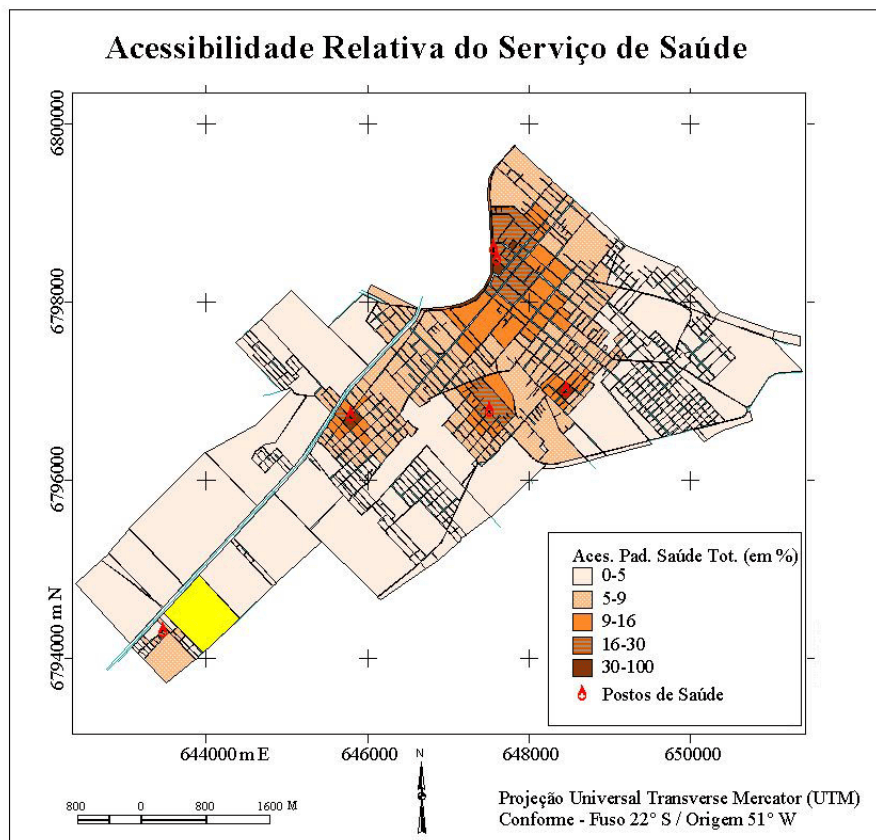 Acessibilidade Relativa do Serviço de Saúde
6800000
6798000
6796000
6794000 m N
Aces. Pad. Saúde Tot. (em %)
0-5
5-9
9-16
16-30
30-100
Postos de Saúde
644000 m E
646000
648000
650000
N
800
0
800
1600 M
Projeção Universal Transverse Mercator (UTM)
Conforme - Fuso 22° S / Origem 51° W